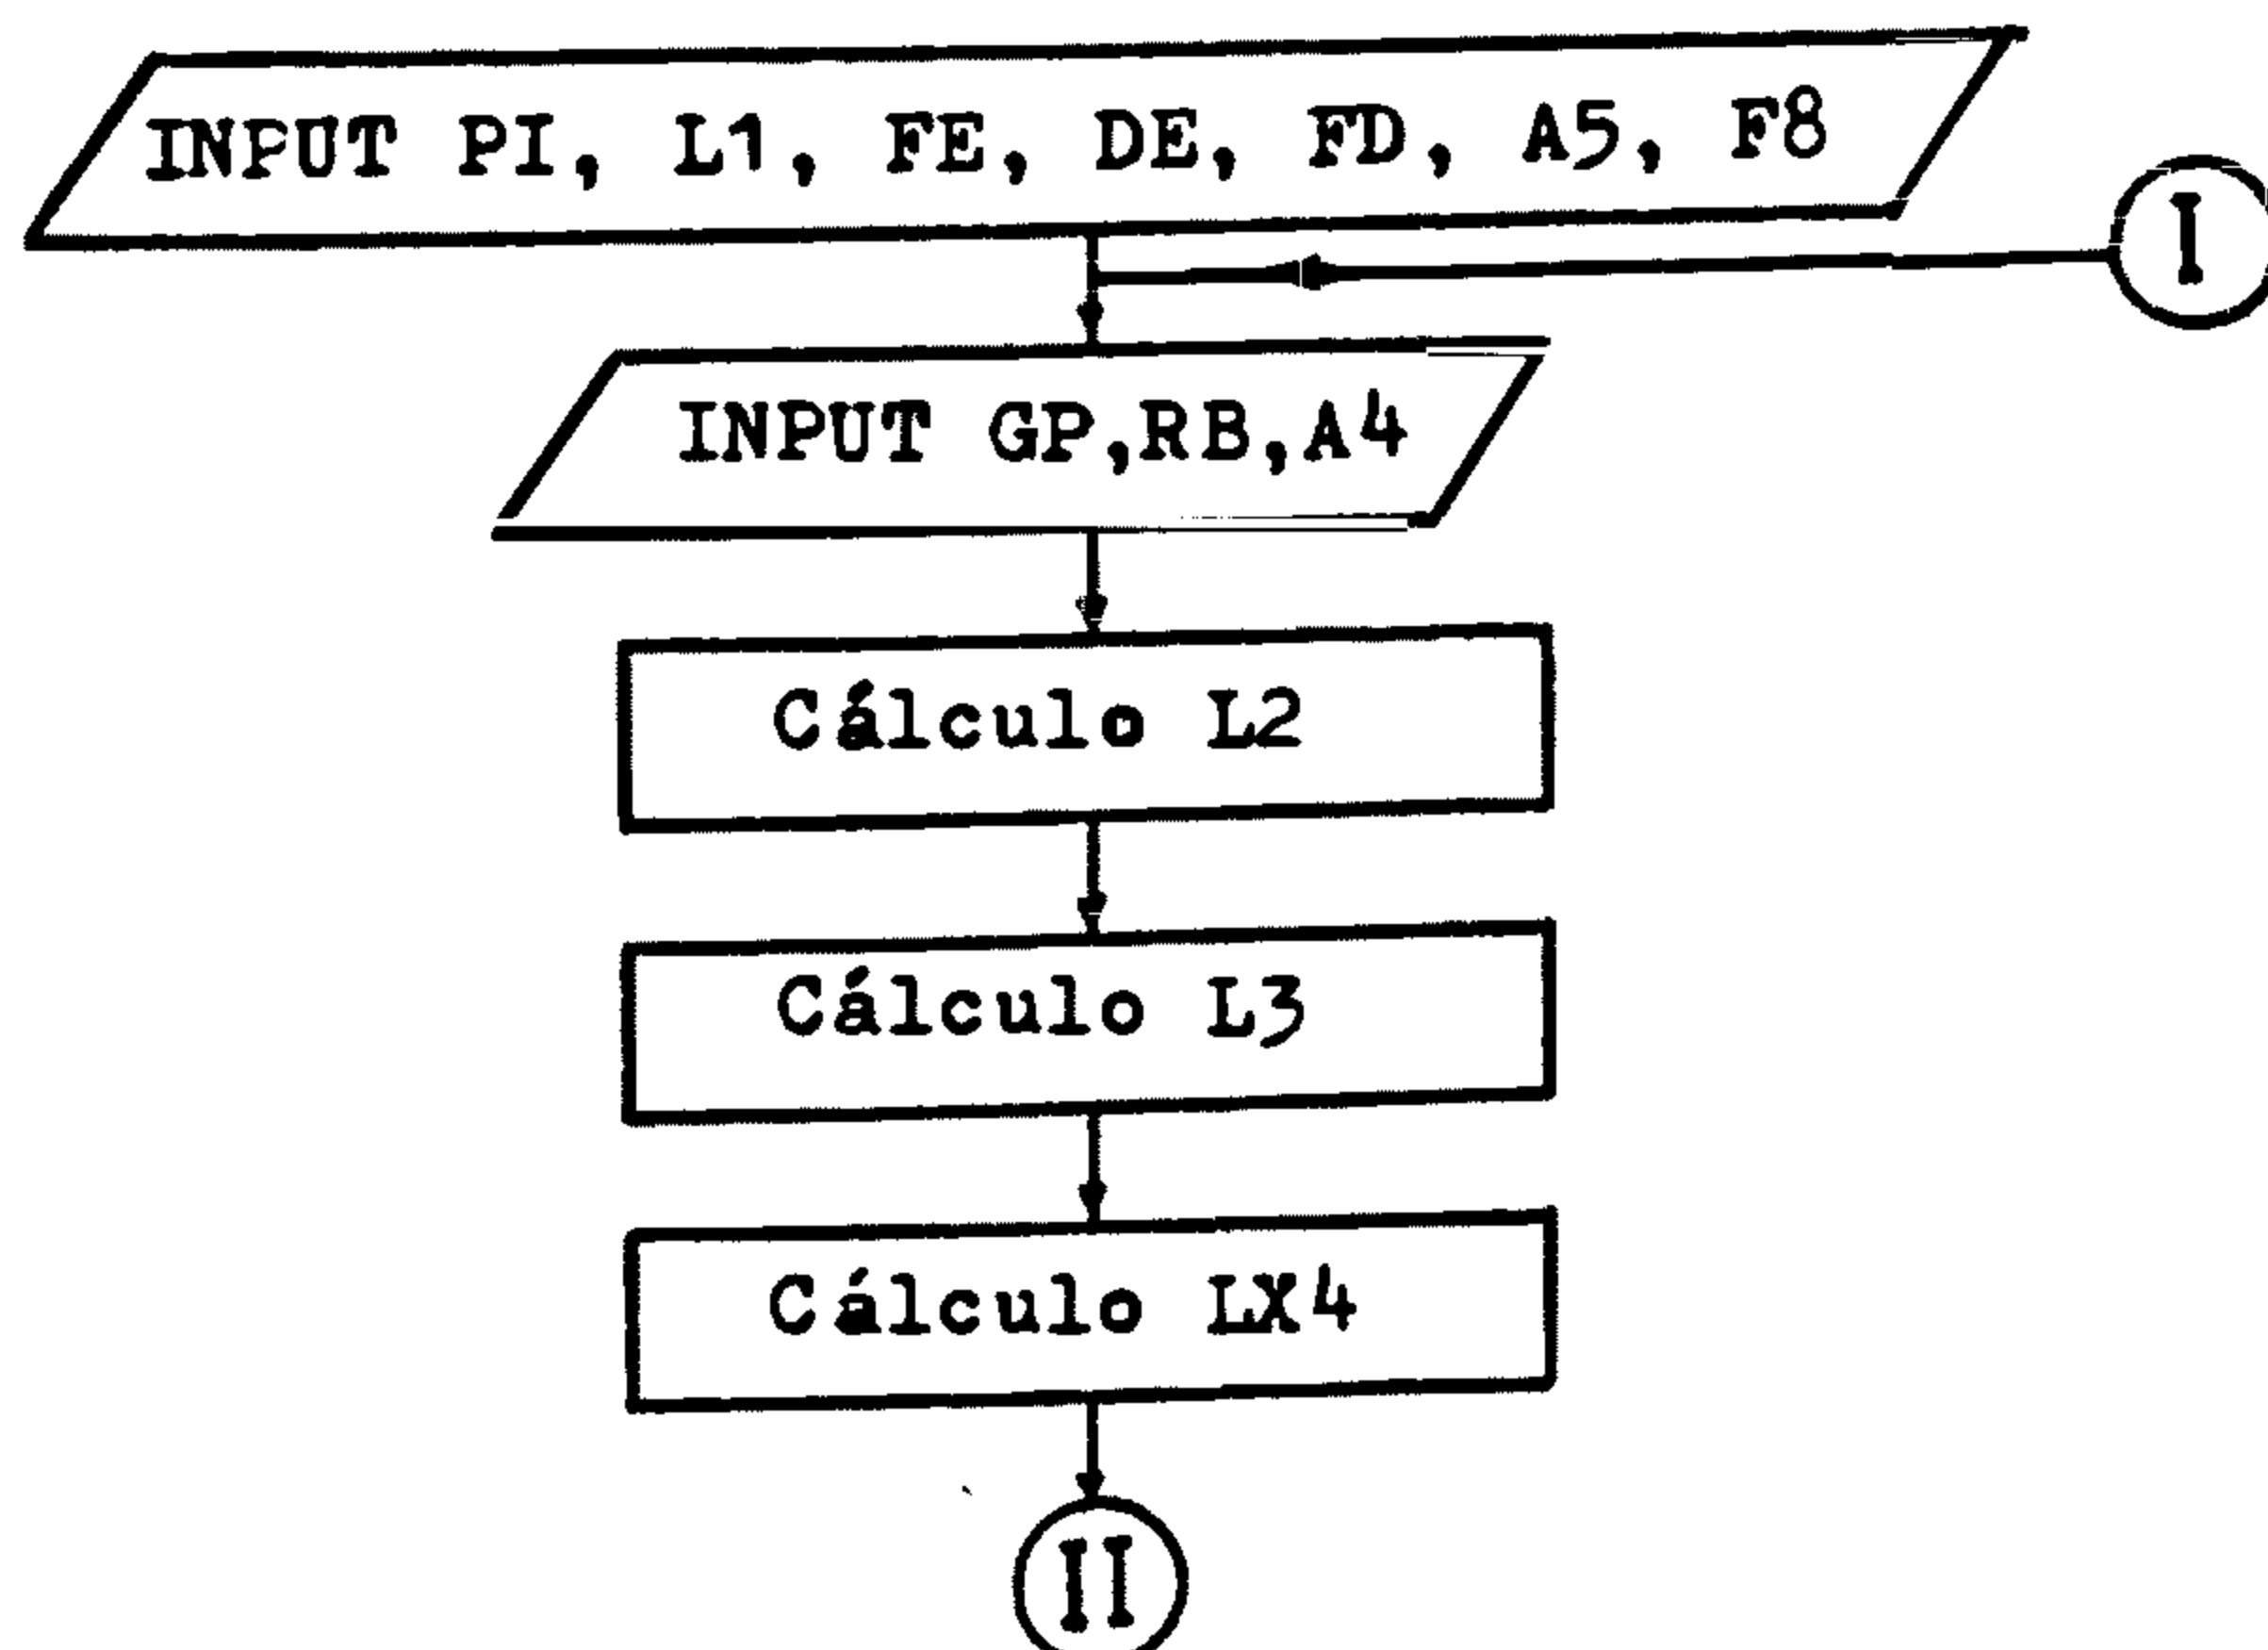 INPUT PI, L1, FE, DE, FD, A5, F8
I
INPUT GP,RB,A4
Cálculo L2
Cálculo L3
Cálculo LX4
II